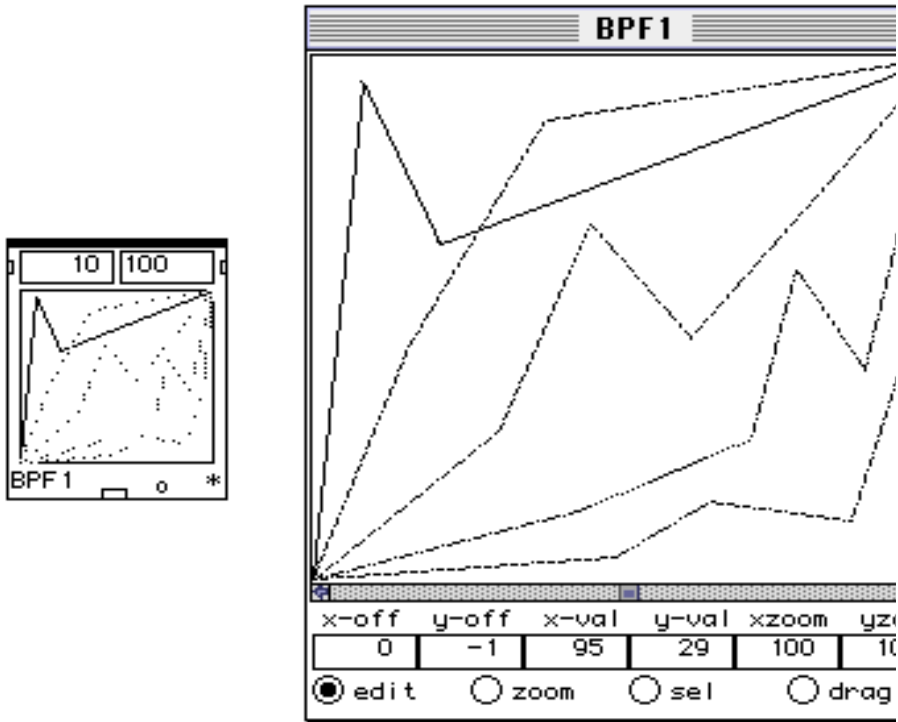 BPF1
10 100
BPF1 *
x-off y-off x-val y-val xzoom
0 -1 95 29 100
edit zoom sel drag